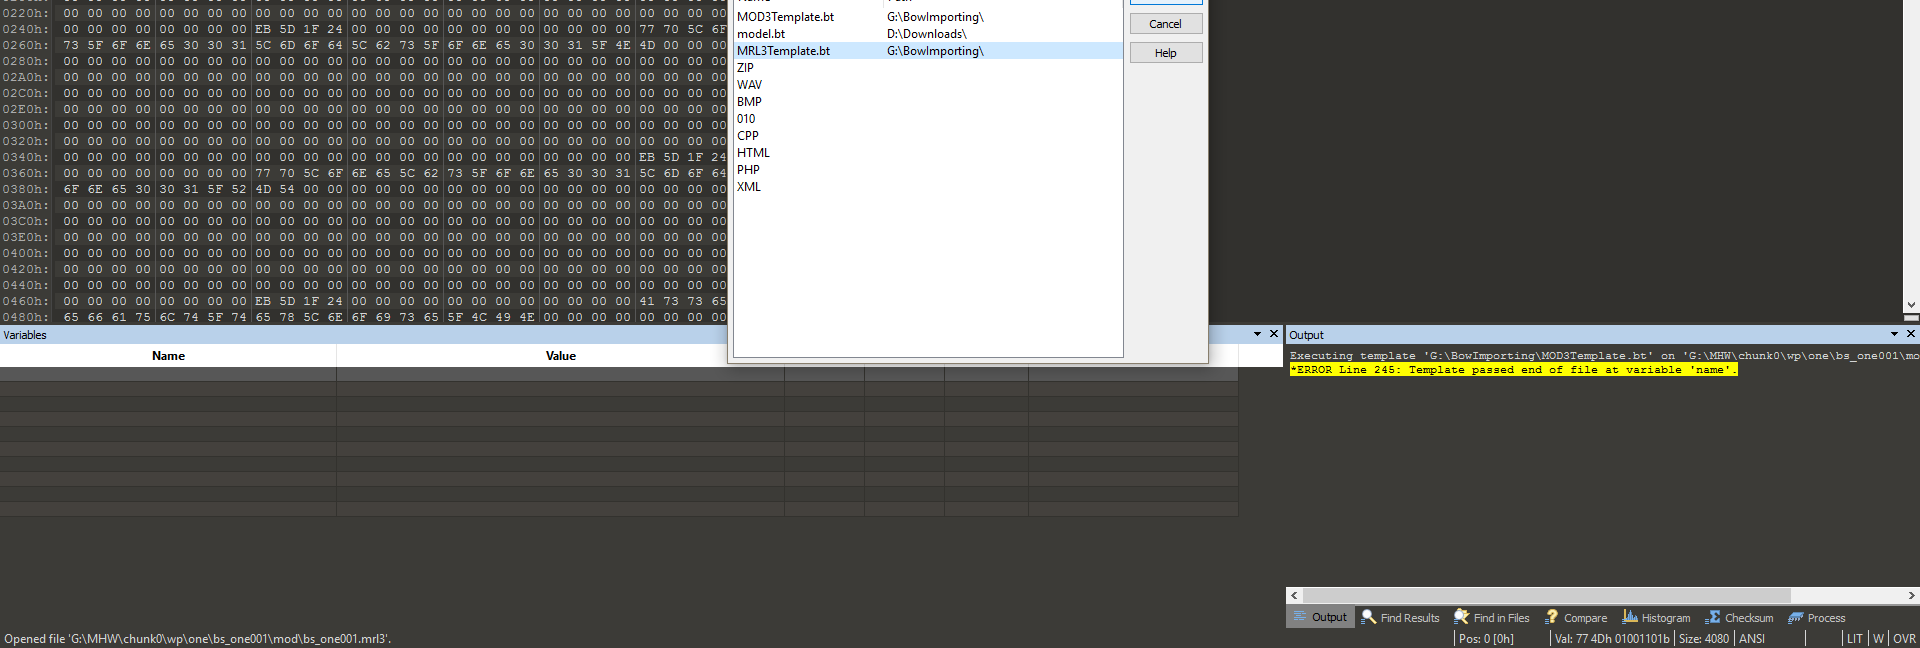 MOD3Template.bt G:\BowImporting\
model.bt D:\Downloads\
MRL3Template.bt G:\BowImporting\
ZIP
WAV
BMP
010
CPP
HTML
PHP
XML
Cancel
Help
0220h: 00 00 00 00 00 00 00 00 00 00 00 00 00 00 00 00 00 00 00 00 00 00 00 00 00 00 00 00
0240h: 00 00 00 00 00 00 00 00 EB 5D 1F 24 00 00 00 00 00 00 00 00 00 00 00 00 77 70 5C 6F
0260h: 73 5F 6F 6E 65 30 30 31 5C 6D 6F 64 5C 62 73 5F 6F 6E 65 30 30 31 5F 4E 4D 00 00 00
0280h: 00 00 00 00 00 00 00 00 00 00 00 00 00 00 00 00 00 00 00 00 00 00 00 00 00 00 00 00
02A0h: 00 00 00 00 00 00 00 00 00 00 00 00 00 00 00 00 00 00 00 00 00 00 00 00 00 00 00 00
02C0h: 00 00 00 00 00 00 00 00 00 00 00 00 00 00 00 00 00 00 00 00 00 00 00 00 00 00 00 00
02E0h: 00 00 00 00 00 00 00 00 00 00 00 00 00 00 00 00 00 00 00 00 00 00 00 00 00 00 00 00
0300h: 00 00 00 00 00 00 00 00 00 00 00 00 00 00 00 00 00 00 00 00 00 00 00 00 00 00 00 00
0320h: 00 00 00 00 00 00 00 00 00 00 00 00 00 00 00 00 00 00 00 00 00 00 00 00 00 00 00 00
0340h: 00 00 00 00 00 00 00 00 00 00 00 00 00 00 00 00 00 00 00 00 00 00 00 00 EB 5D 1F 24
0360h: 00 00 00 00 00 00 00 00 77 70 5C 6F 6E 65 5C 62 73 5F 6F 6E 65 30 30 31 5C 6D 6F 64
0380h: 6F 6E 65 30 30 31 5F 52 4D 54 00 00 00 00 00 00 00 00 00 00 00 00 00 00 00 00 00 00
03A0h: 00 00 00 00 00 00 00 00 00 00 00 00 00 00 00 00 00 00 00 00 00 00 00 00 00 00 00 00
03C0h: 00 00 00 00 00 00 00 00 00 00 00 00 00 00 00 00 00 00 00 00 00 00 00 00 00 00 00 00
03E0h: 00 00 00 00 00 00 00 00 00 00 00 00 00 00 00 00 00 00 00 00 00 00 00 00 00 00 00 00
0400h: 00 00 00 00 00 00 00 00 00 00 00 00 00 00 00 00 00 00 00 00 00 00 00 00 00 00 00 00
0420h: 00 00 00 00 00 00 00 00 00 00 00 00 00 00 00 00 00 00 00 00 00 00 00 00 00 00 00 00
0440h: 00 00 00 00 00 00 00 00 00 00 00 00 00 00 00 00 00 00 00 00 00 00 00 00 00 00 00 00
0460h: 00 00 00 00 00 00 00 00 EB 5D 1F 24 00 00 00 00 00 00 00 00 00 00 00 00 41 73 73 65
0480h: 65 66 61 75 6C 74 5F 74 65 78 5C 6E 6F 69 73 65 5F 4C 49 4E 00 00 00 00 00 00 00 00
Variables
Name Value
Output
Executing template 'G:\BowImporting\MOD3Template.bt' on 'G:\MHW\chunk0\wp\one\bs_one001\mo
*ERROR Line 245: Template passed end of file at variable 'name'.
Output Find Results Find in Files Compare Histogram Checksum Process
Opened file 'G:\MHW\chunk0\wp\one\bs_one001\mod\bs_one001.mrl3'. Pos: 0 [0h] Val: 77 4Dh 01001101b Size: 4080 ANSI LIT W OVR